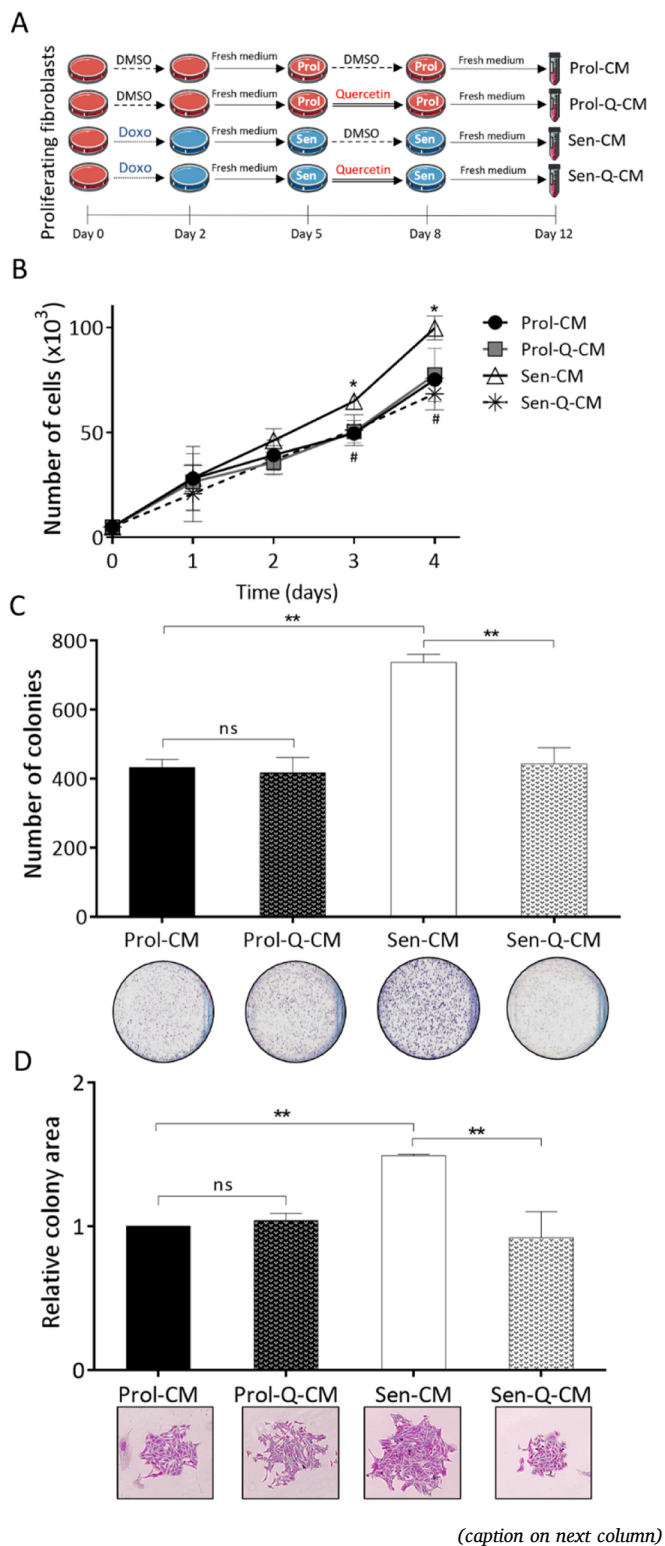 A
Proliferating fibroblasts
DMSO Fresh medium Prol DMSO Prol Fresh medium Prol-CM
DMSO Fresh medium Prol Quercetin Prol Fresh medium Prol-Q-CM
Doxo Fresh medium Sen DMSO Sen Fresh medium Sen-CM
Doxo Fresh medium Sen Quercetin Sen Fresh medium Sen-Q-CM
Day 0 Day 2 Day 5 Day 8 Day 12
B
Number of cells (x10³)
100
50
0
0 1 2 3 4
Time (days)
* *
# #
Prol-CM
Prol-Q-CM
Sen-CM
Sen-Q-CM
C
Number of colonies
800
600
400
200
0
**
**
ns
Prol-CM Prol-Q-CM Sen-CM Sen-Q-CM
D
Relative colony area
2
1
0
**
**
ns
Prol-CM Prol-Q-CM Sen-CM Sen-Q-CM
(caption on next column)